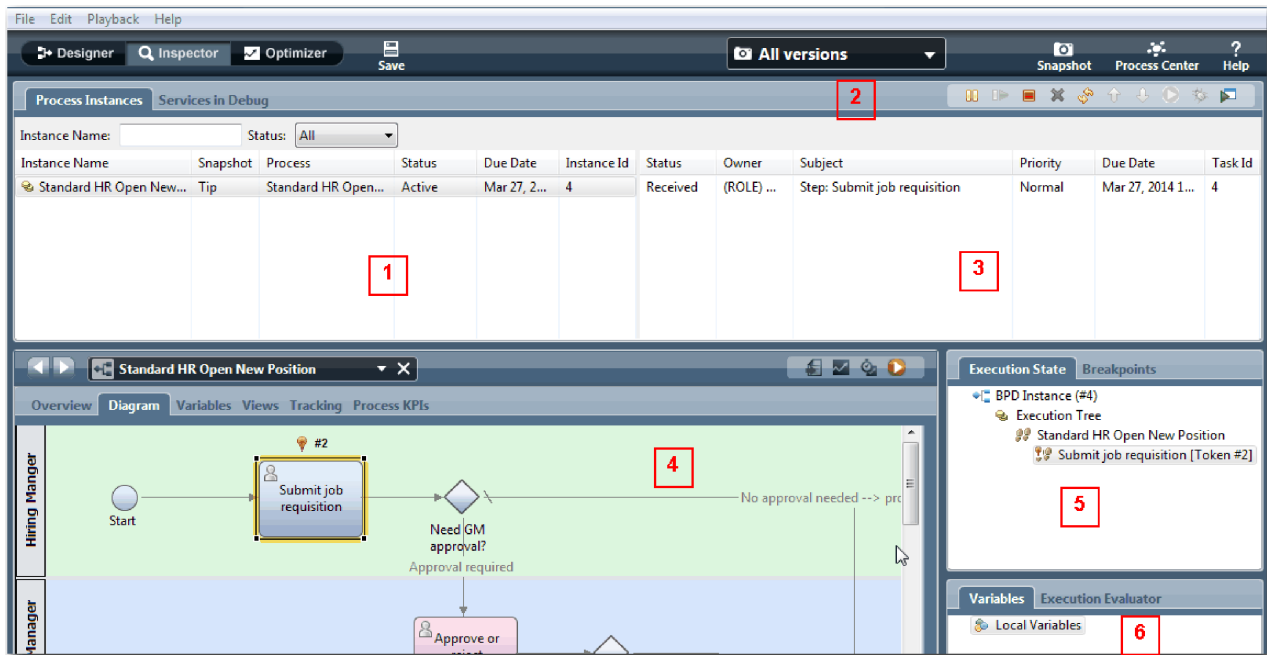 File Edit Playback Help
Designer Inspector Optimizer Save All versions Snapshot Process Center Help
Process Instances Services in Debug 2
Instance Name: Status: All
Instance Name Snapshot Process Status Due Date Instance Id Status Owner Subject Priority Due Date Task Id
Standard HR Open New... Tip Standard HR Open... Active Mar 27, 2... 4 Received (ROLE) ... Step: Submit job requisition Normal Mar 27, 2014 1... 4
1
3
Standard HR Open New Position
Overview Diagram Variables Views Tracking Process KPIs
Hiring Manger
#2
Submit job
requisition
Start
Need GM
approval?
Approval required
No approval needed --> pro
4
Manager
Approve or
reject
Execution State Breakpoints
BPD Instance (#4)
Execution Tree
Standard HR Open New Position
Submit job requisition [Token #2]
5
Variables Execution Evaluator
Local Variables
6